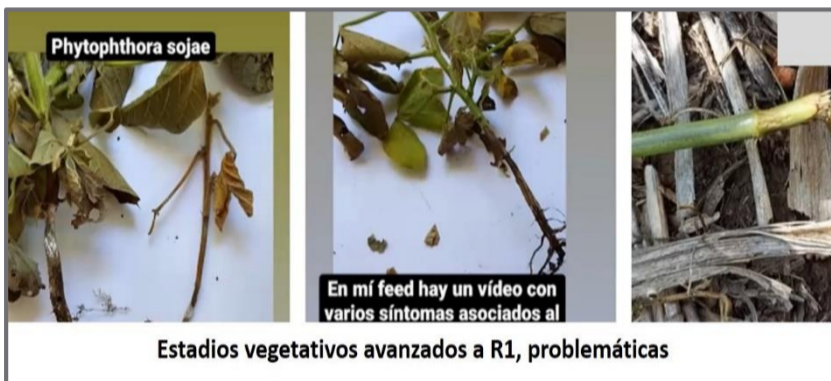 Phytophthora sojae
En mí feed hay un vídeo con
varios síntomas asociados al
Estadios vegetativos avanzados a R1, problemáticas